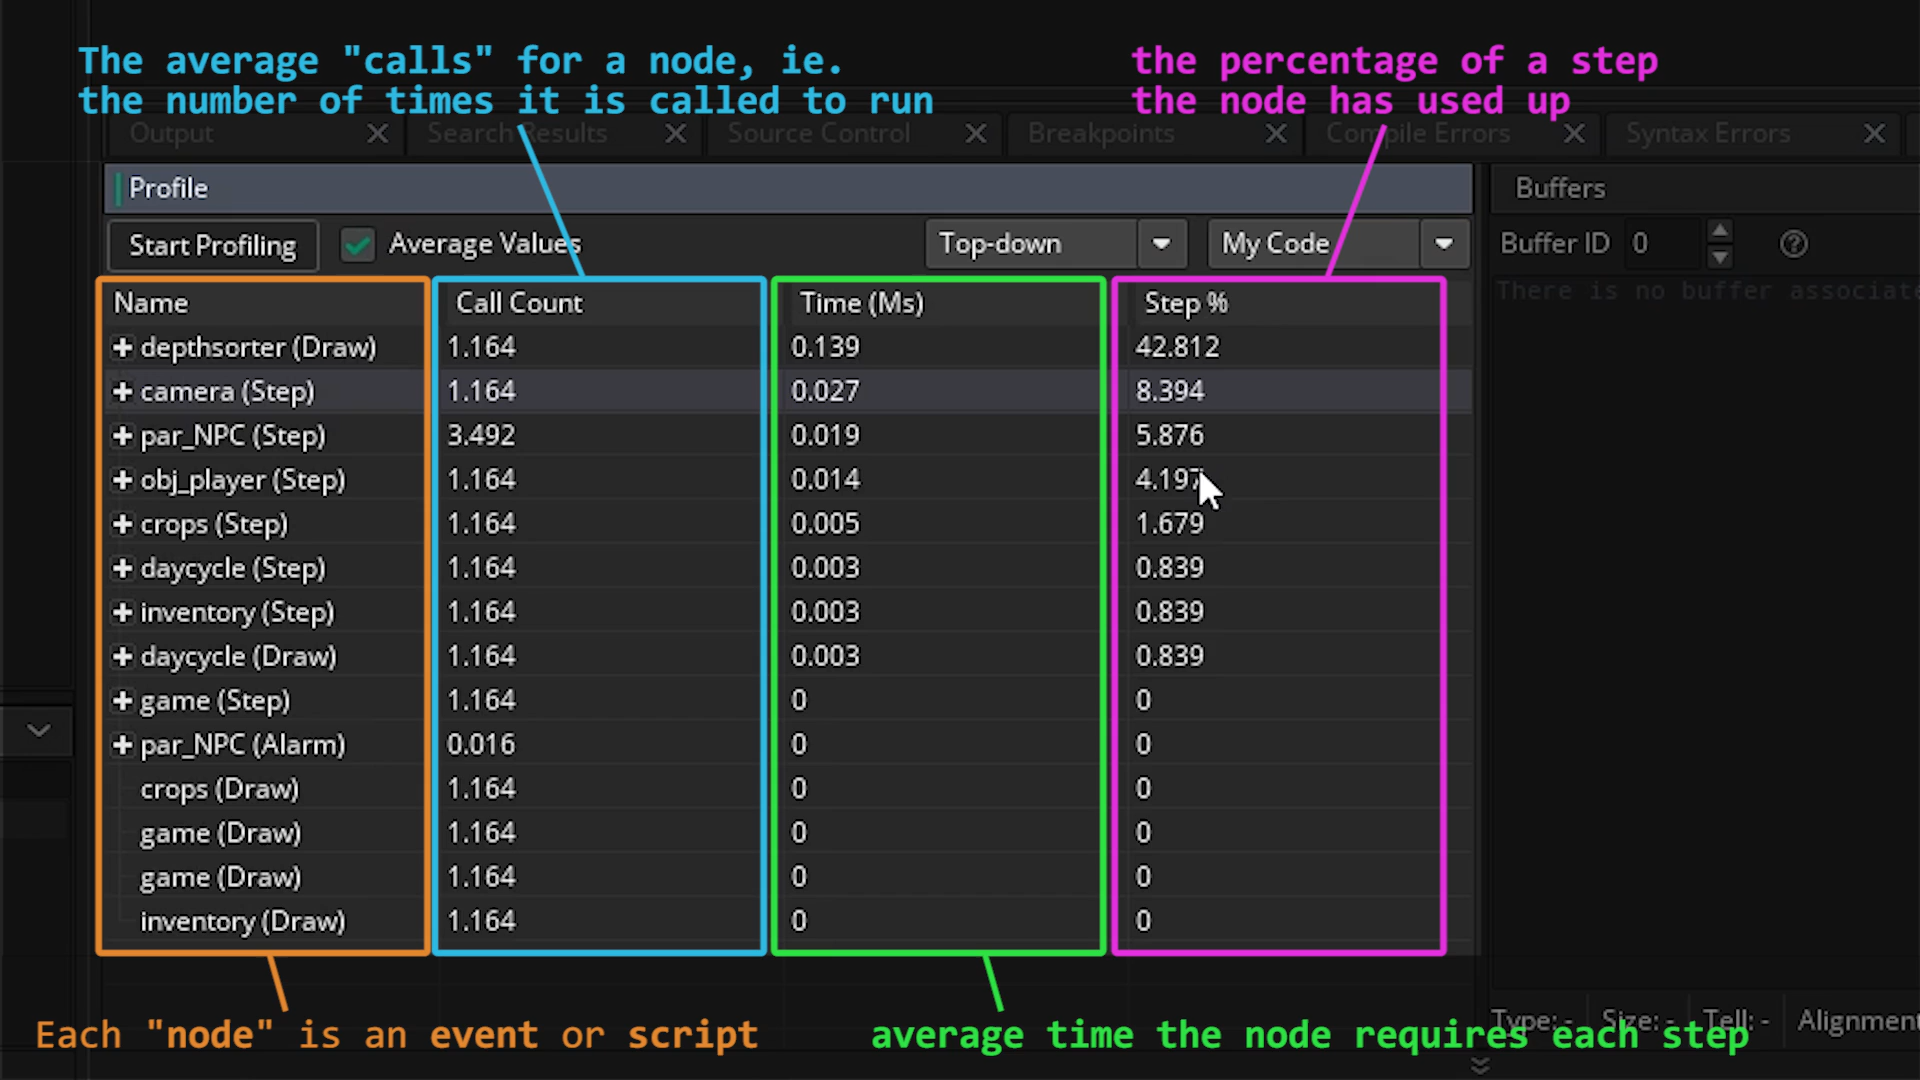 The average "calls" for a node, ie.
the number of times it is called to run
the percentage of a step
the node has used up
Output
Search Results
Source Control
Breakpoints
Compile Errors
Syntax Errors
Profile
Buffers
Start Profiling
Average Values
Top-down
My Code
Buffer ID 0
Name Call Count Time (Ms) Step %
There is no buffer associate
depthsorter (Draw) 1.164 0.139 42.812
camera (Step) 1.164 0.027 8.394
par_NPC (Step) 3.492 0.019 5.876
obj_player (Step) 1.164 0.014 4.197
crops (Step) 1.164 0.005 1.679
daycycle (Step) 1.164 0.003 0.839
inventory (Step) 1.164 0.003 0.839
daycycle (Draw) 1.164 0.003 0.839
game (Step) 1.164 0 0
par_NPC (Alarm) 0.016 0 0
crops (Draw) 1.164 0 0
game (Draw) 1.164 0 0
game (Draw) 1.164 0 0
inventory (Draw) 1.164 0 0
Each "node" is an event or script
average time the node requires each step
Type: - Size: - Tell: - Alignment